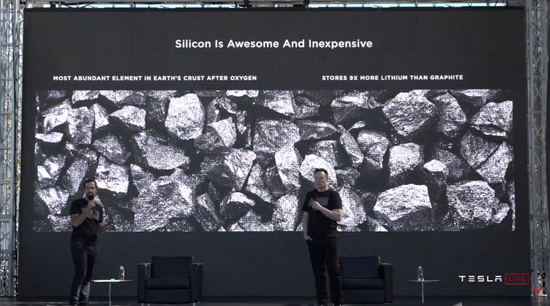 Silicon Is Awesome And Inexpensive
MOST ABUNDANT ELEMENT IN EARTH'S CRUST AFTER OXYGEN
STORES 9X MORE LITHIUM THAN GRAPHITE
TESLA LIVE